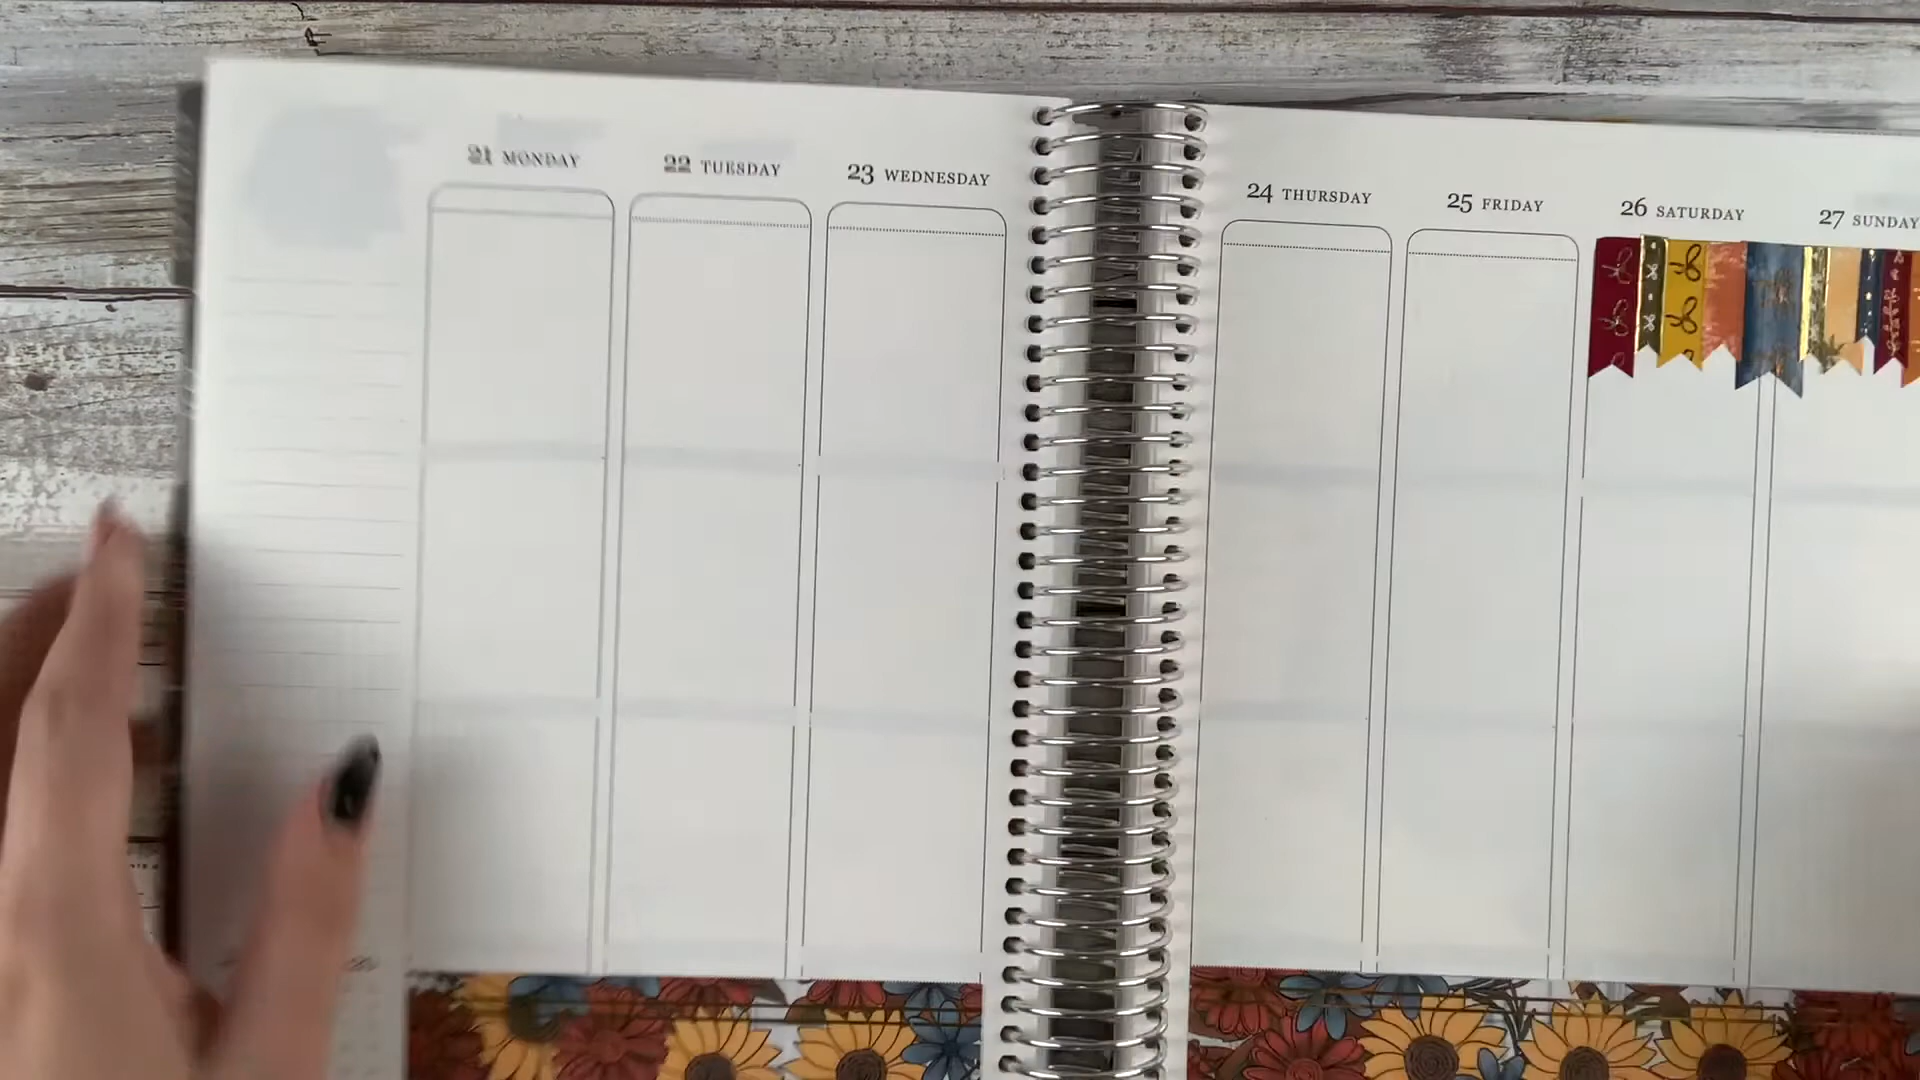 21 MONDAY
22 TUESDAY
23 WEDNESDAY
24 THURSDAY
25 FRIDAY
26 SATURDAY
27 SUNDAY